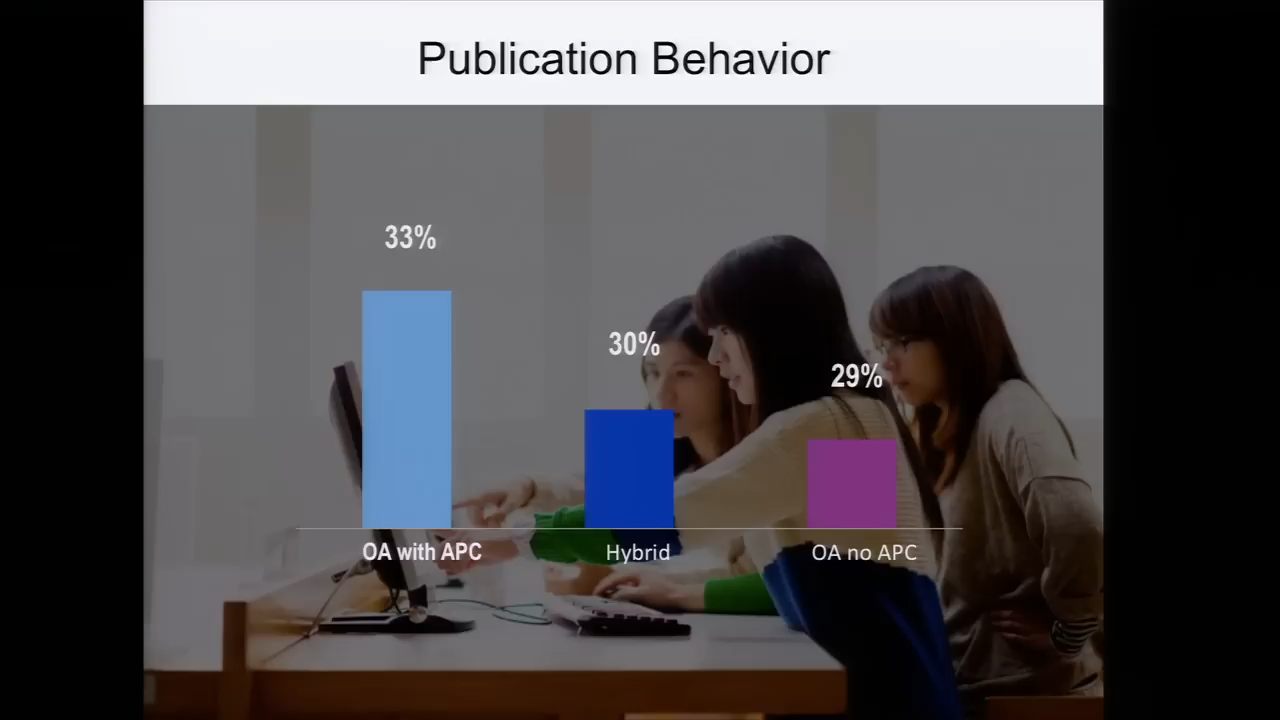 Publication Behavior
33%
30%
29%
OA with APC
Hybrid
OA no APC